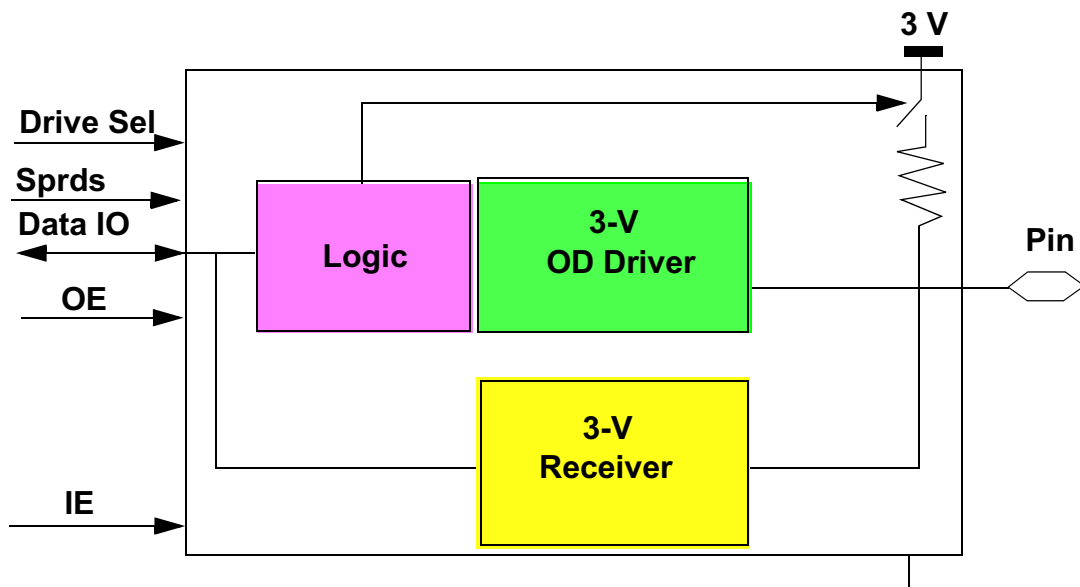 3 V
Drive Sel
Sprds
Data IO
OE
IE
Logic
3-V
OD Driver
3-V
Receiver
Pin